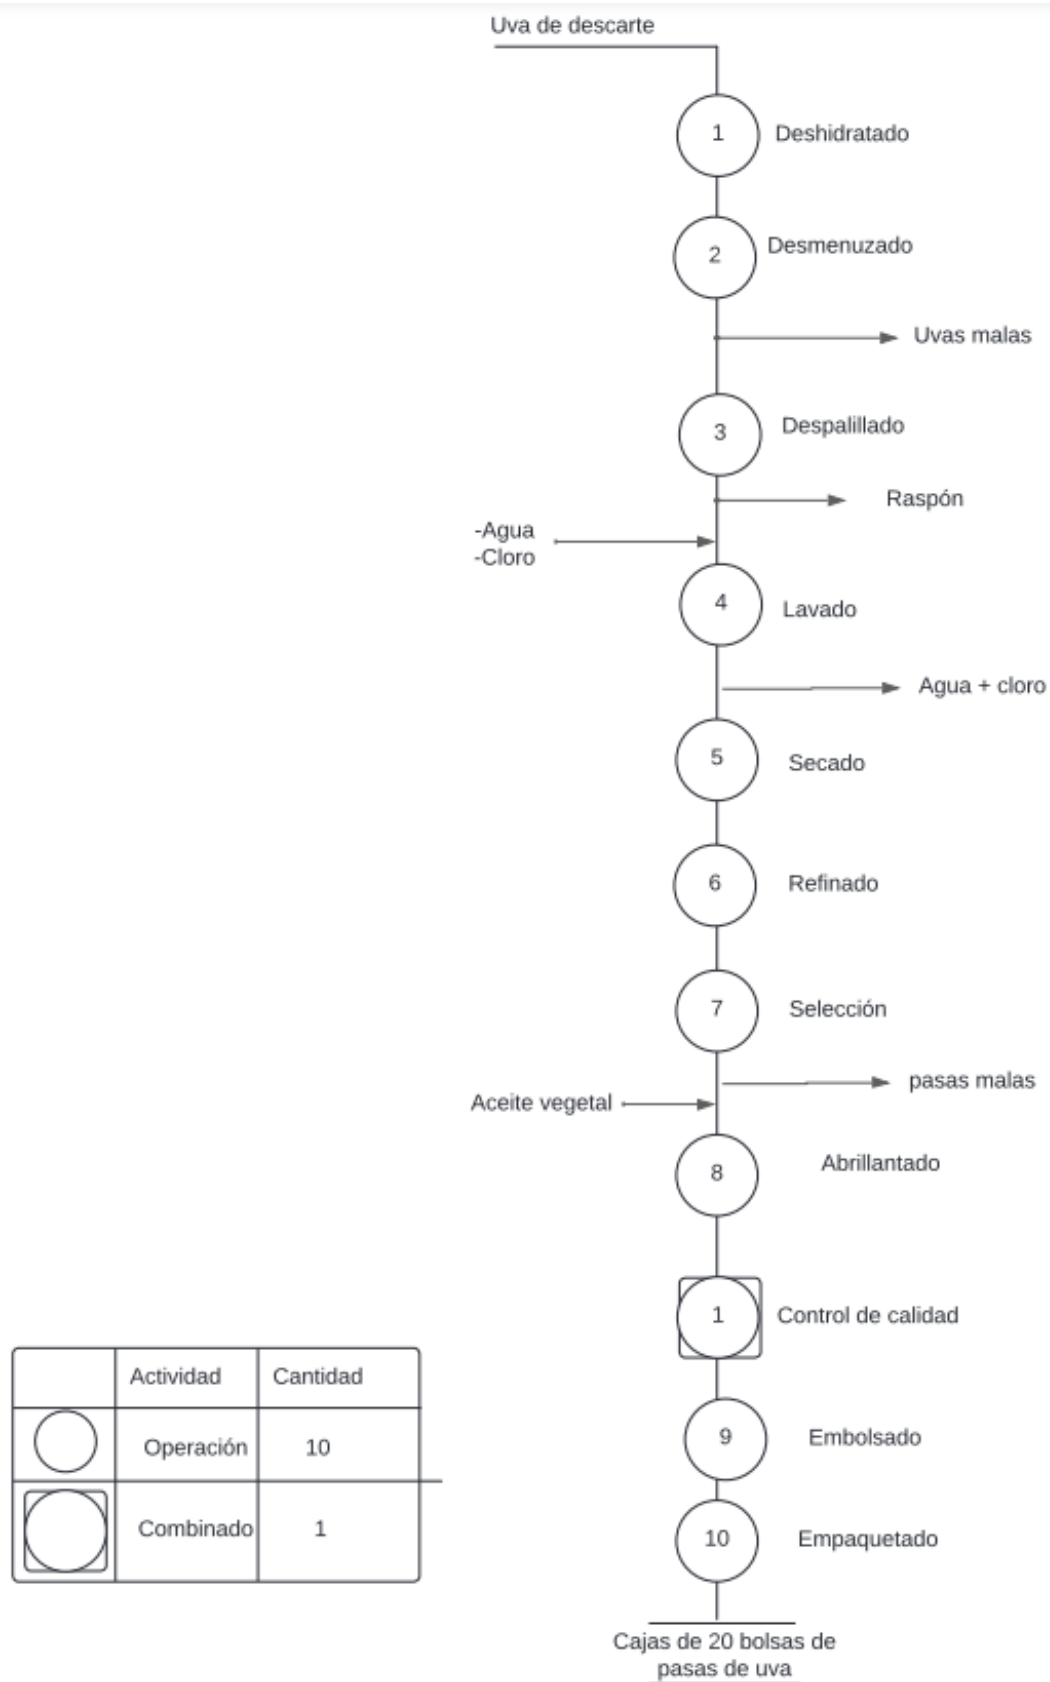 Uva de descarte
1 Deshidratado
2 Desmenuzado
Uvas malas
3 Despalillado
Raspón
-Agua
-Cloro
4 Lavado
Agua + cloro
5 Secado
6 Refinado
7 Selección
pasas malas
Aceite vegetal
8 Abrillantado
1 Control de calidad
9 Embolsado
10 Empaquetado
Cajas de 20 bolsas de
pasas de uva
Actividad Cantidad
Operación 10
Combinado 1